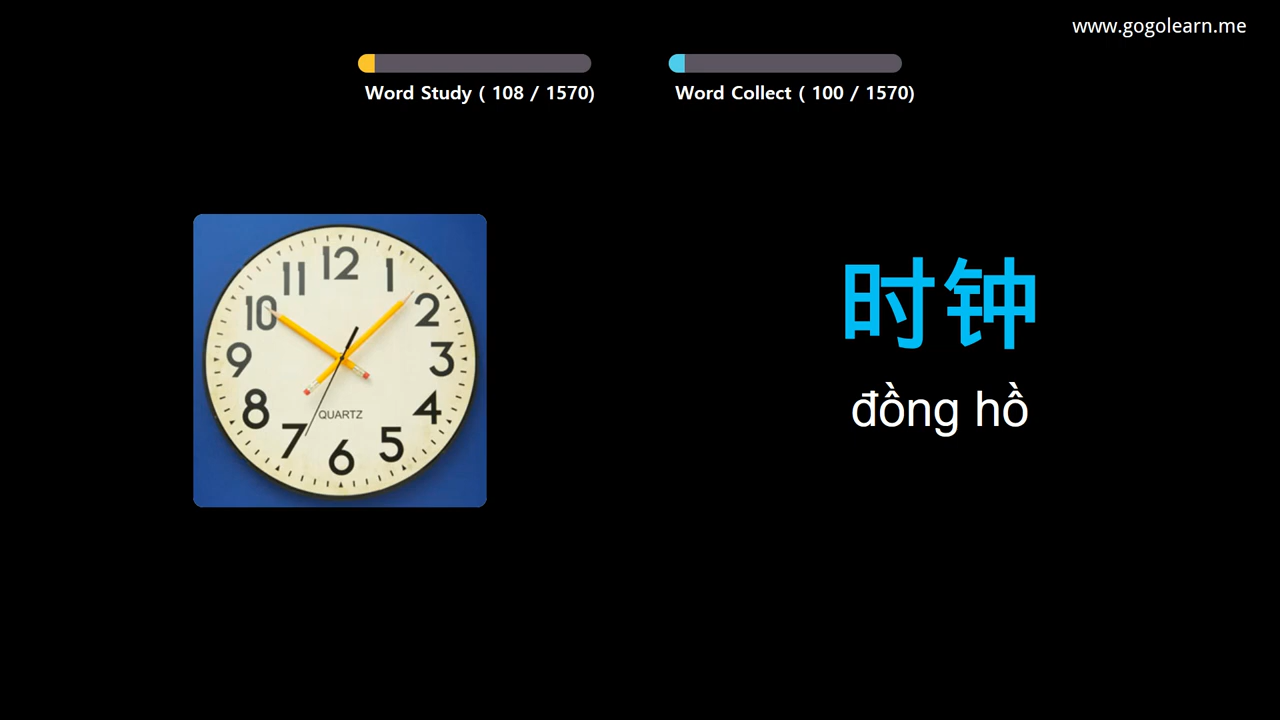 www.gogolearn.me
Word Study ( 108 / 1570)
Word Collect ( 100 / 1570)
12
1
2
3
4
5
6
7
8
9
10
11
QUARTZ
时钟
đồng hồ